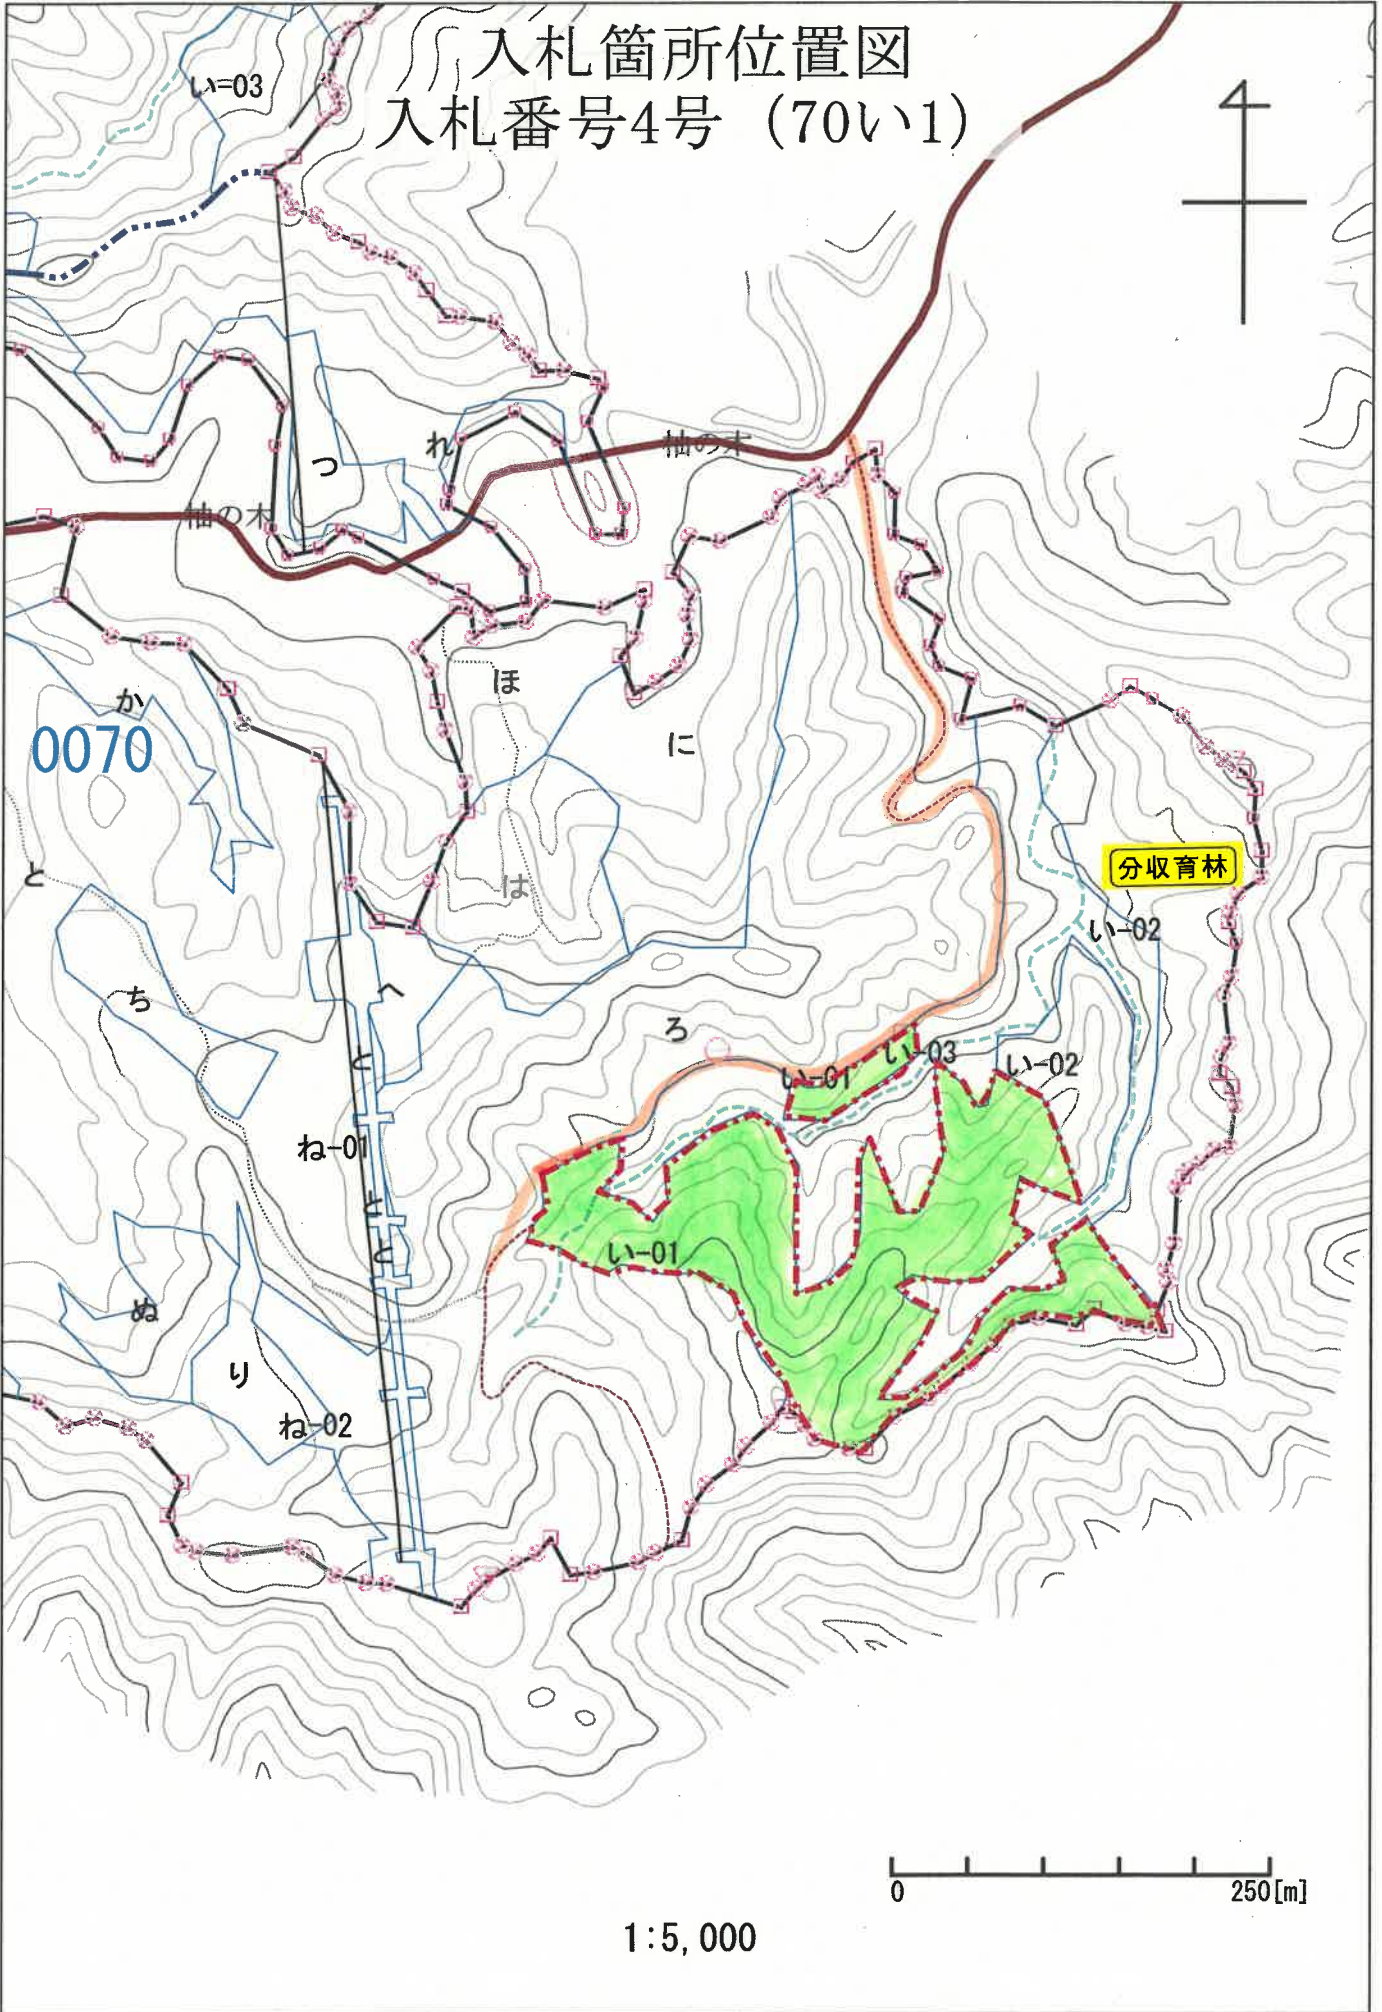 入札箇所位置図
入札番号4号（70い1）
い=03
れ
柚の木
つ
柚の木
ほ
か
に
0070
分収育林
と
は
い-02
ち
へ
ろ
い-03
と
い-01
い-02
ね-01
と
と
い-01
ぬ
り
ね-02
0
250[m]
1:5,000